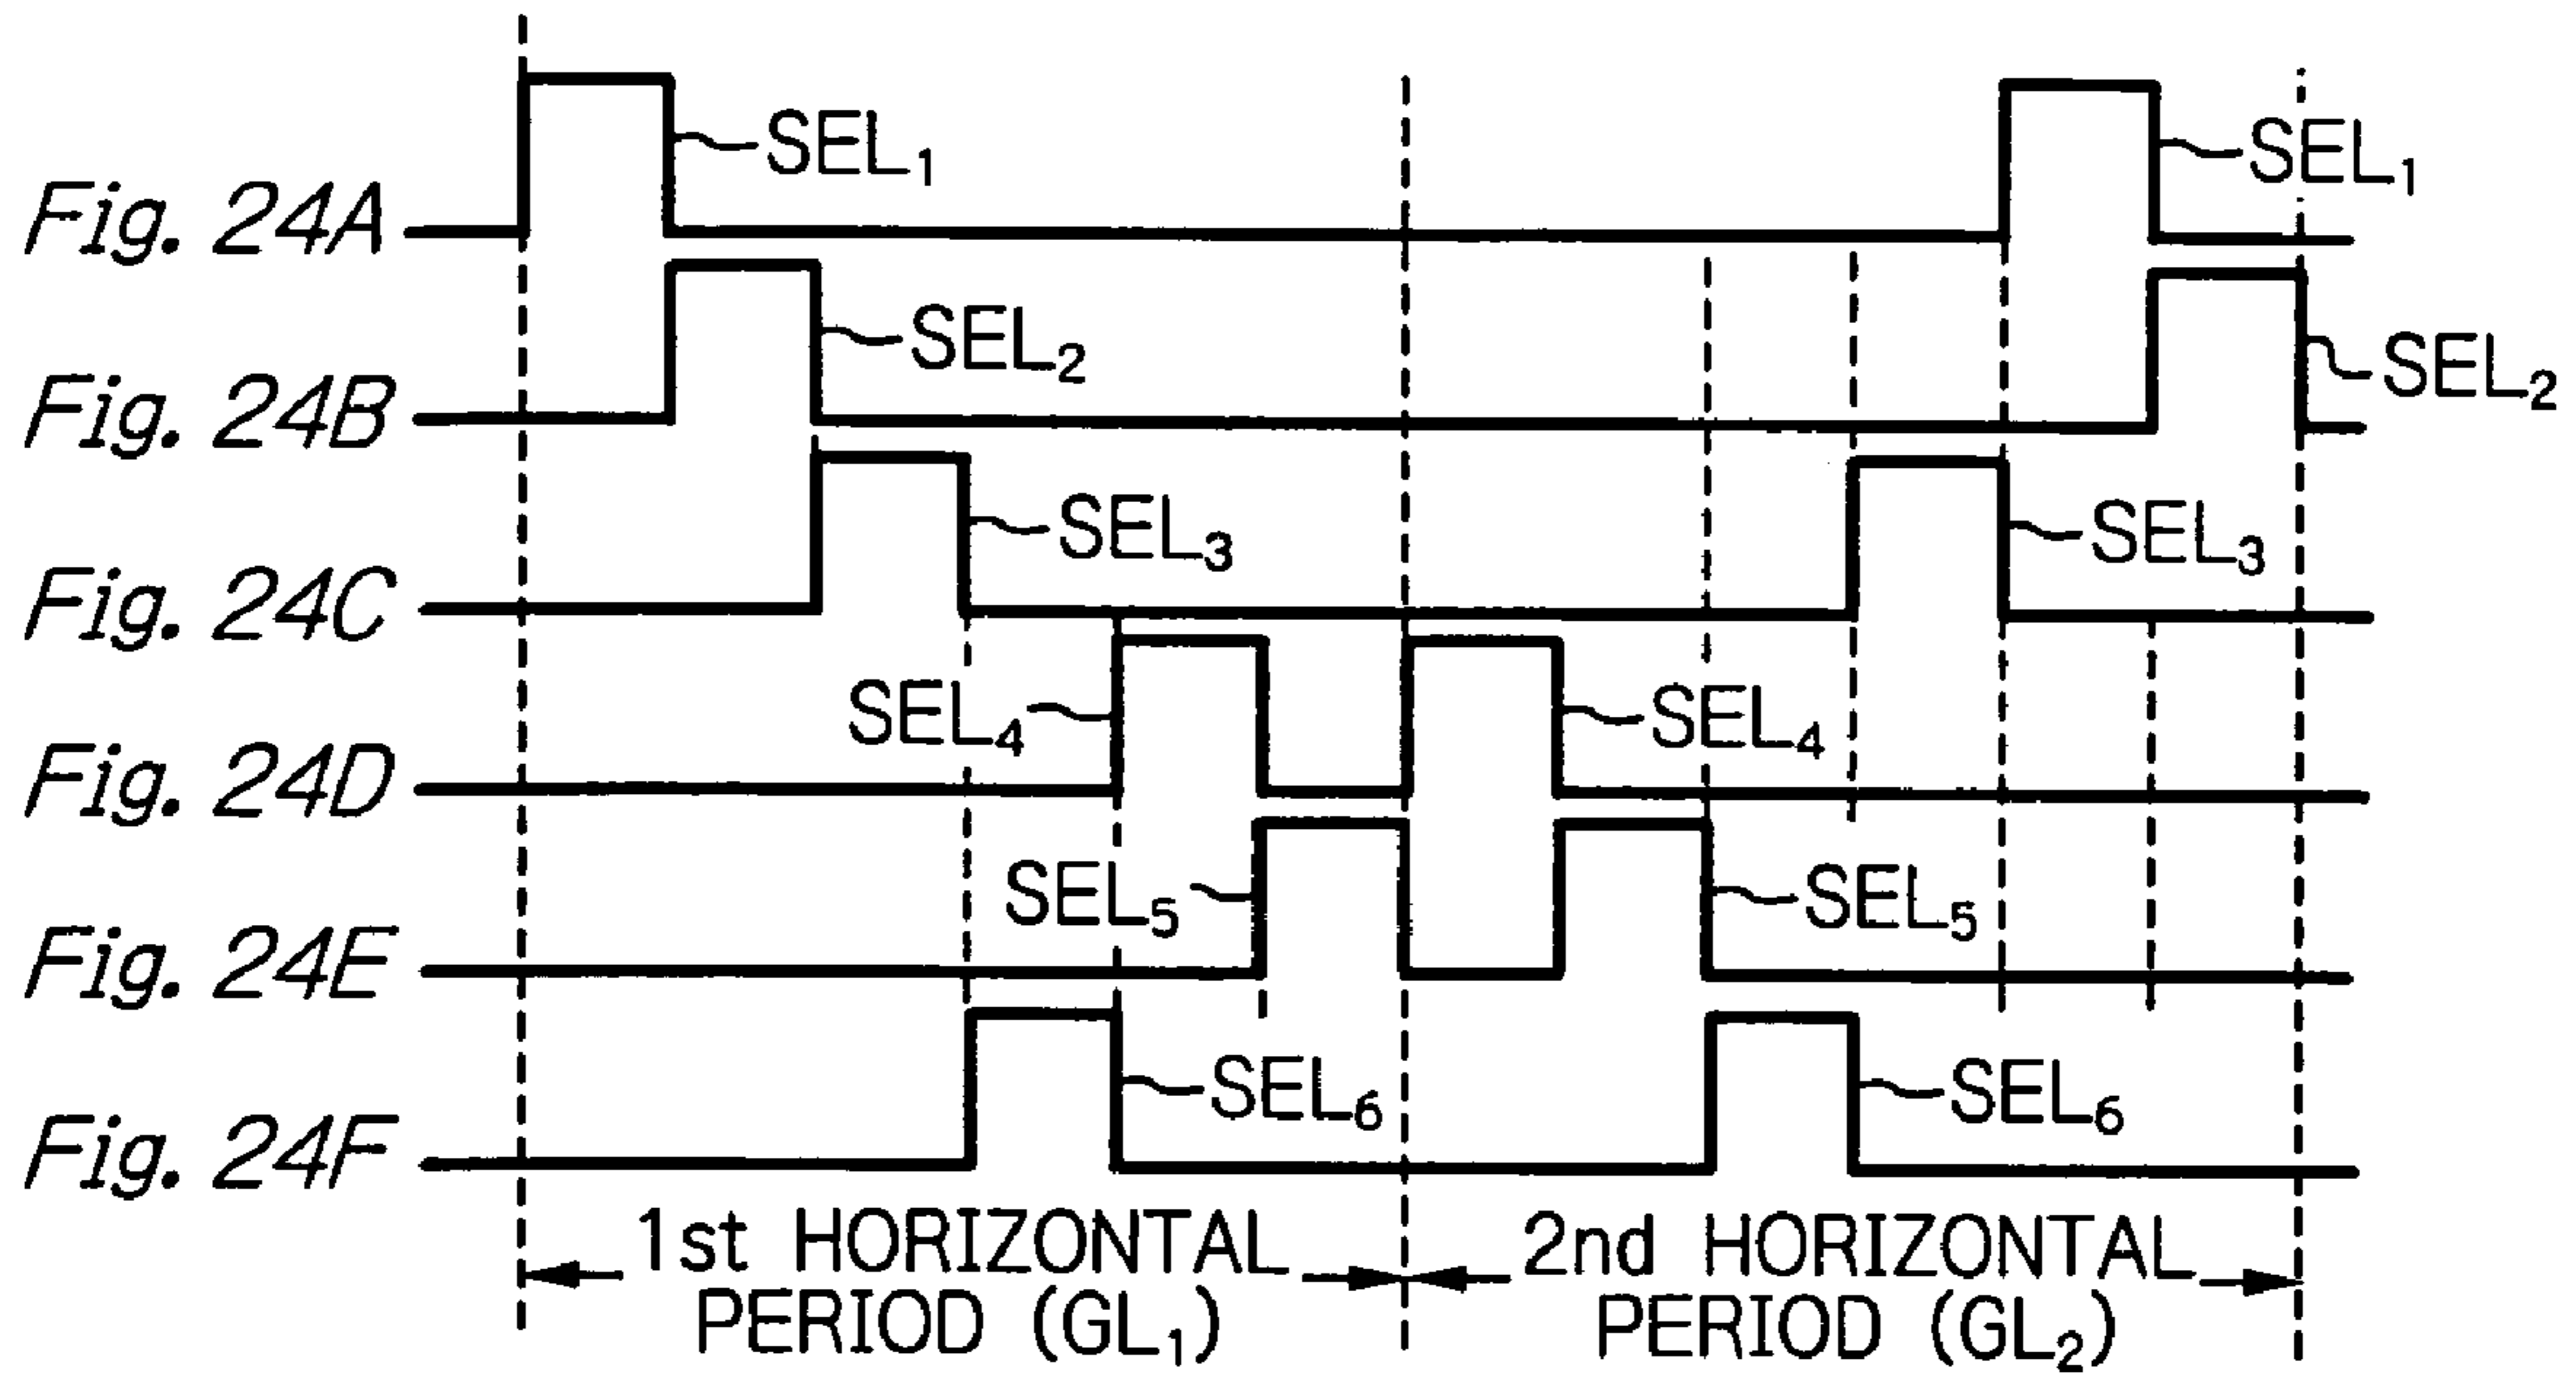 Fig. 24A
SEL₁
SEL₁
Fig. 24B
SEL₂
SEL₂
Fig. 24C
SEL₃
SEL₃
Fig. 24D
SEL₄
SEL₄
Fig. 24E
SEL₅
SEL₅
Fig. 24F
SEL₆
SEL₆
1st HORIZONTAL
PERIOD (GL₁)
2nd HORIZONTAL
PERIOD (GL₂)